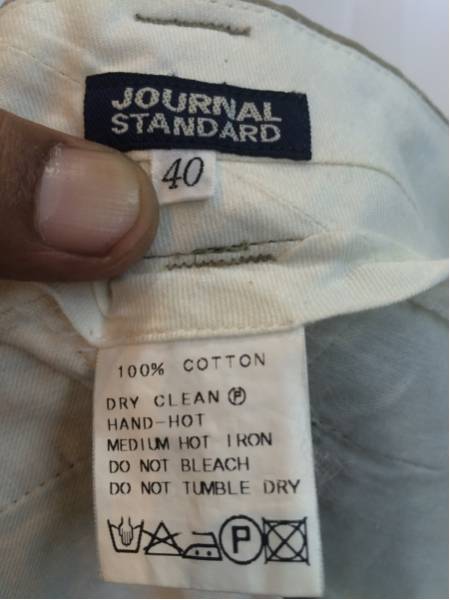 JOURNAL
STANDARD
40
100% COTTON
DRY CLEAN Ⓟ
HAND-HOT
MEDIUM HOT IRON
DO NOT BLEACH
DO NOT TUMBLE DRY
P